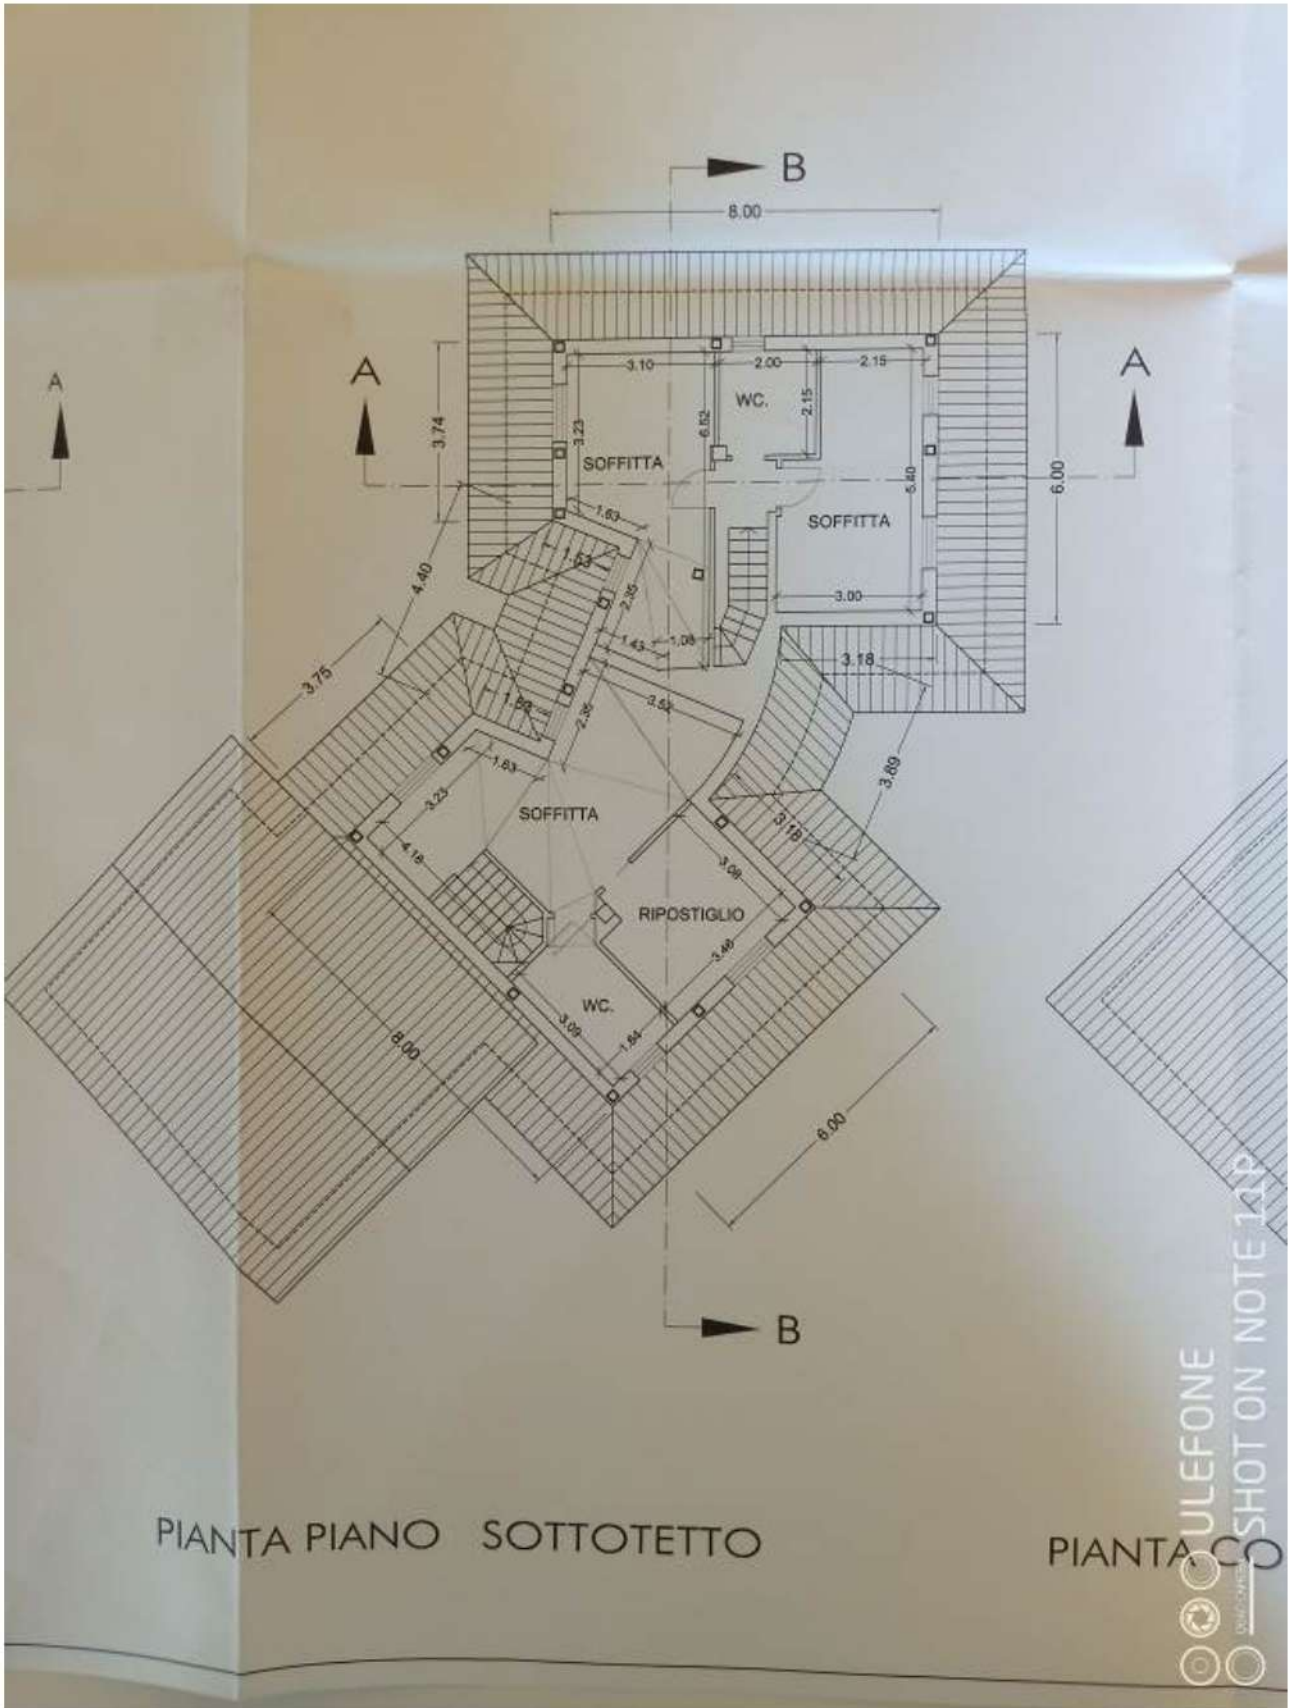 B
8.00
A
A
A
3.10
2.00
2.15
WC.
2.15
3.74
3.23
6.52
SOFFITTA
5.40
6.00
SOFFITTA
1.63
1.53
4.40
2.35
3.00
1.43
1.08
3.18
3.75
3.52
2.35
1.63
3.89
3.23
SOFFITTA
3.18
4.18
3.08
RIPOSTIGLIO
3.46
WC.
3.09
1.64
8.00
6.00
B
PIANTA PIANO SOTTOTETTO
PIANTA CO
ULEFONE
SHOT ON NOTE 11P